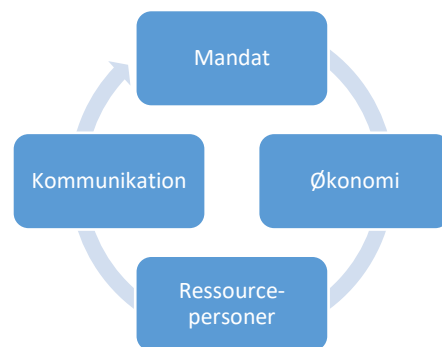 Mandat
Økonomi
Ressource-
personer
Kommunikation